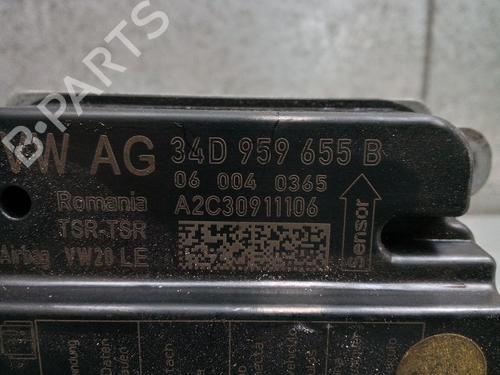 B-PARTS
VW AG 34D 959 655 B
06 004 0365
Romania A2C30911106
TSR-TSR
Airbag VW20 LE
Sensor